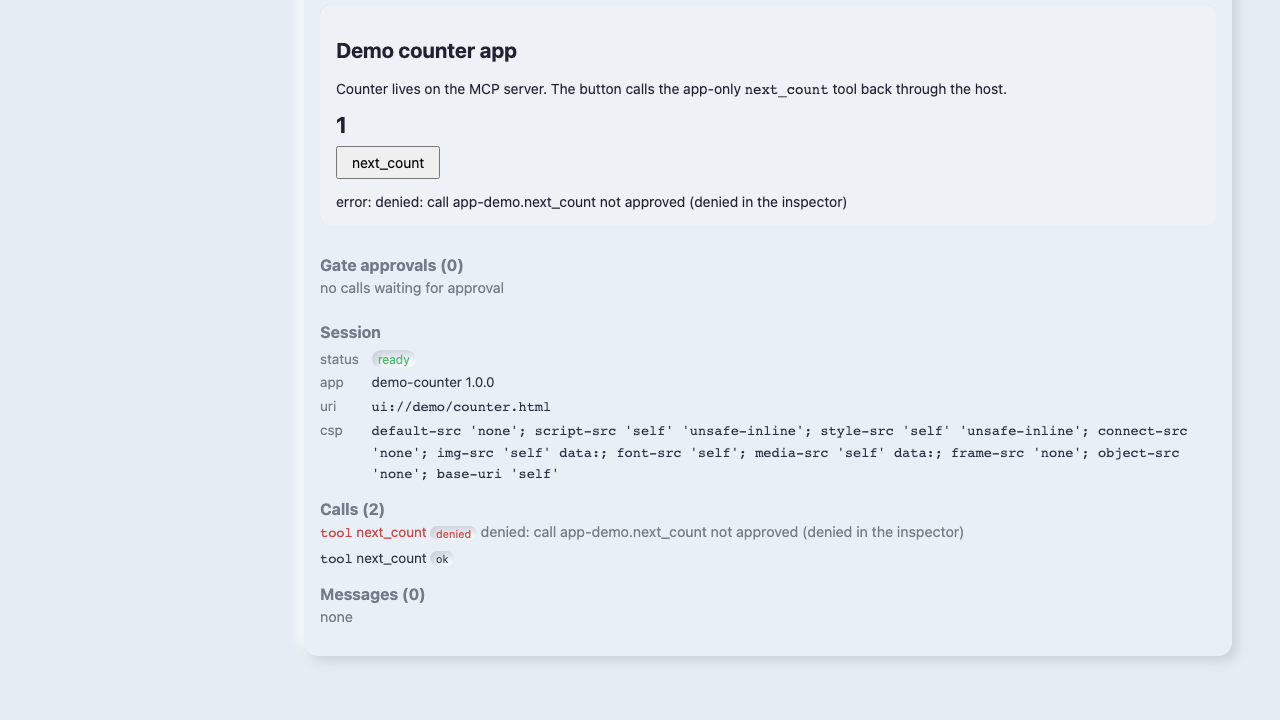 Demo counter app
Counter lives on the MCP server. The button calls the app-only next_count tool back through the host.
1
next_count
error: denied: call app-demo.next_count not approved (denied in the inspector)
Gate approvals (0)
no calls waiting for approval
Session
status ready
app demo-counter 1.0.0
uri ui://demo/counter.html
csp default-src 'none'; script-src 'self' 'unsafe-inline'; style-src 'self' 'unsafe-inline'; connect-src
'none'; img-src 'self' data:; font-src 'self'; media-src 'self' data:; frame-src 'none'; object-src
'none'; base-uri 'self'
Calls (2)
tool next_count denied denied: call app-demo.next_count not approved (denied in the inspector)
tool next_count ok
Messages (0)
none